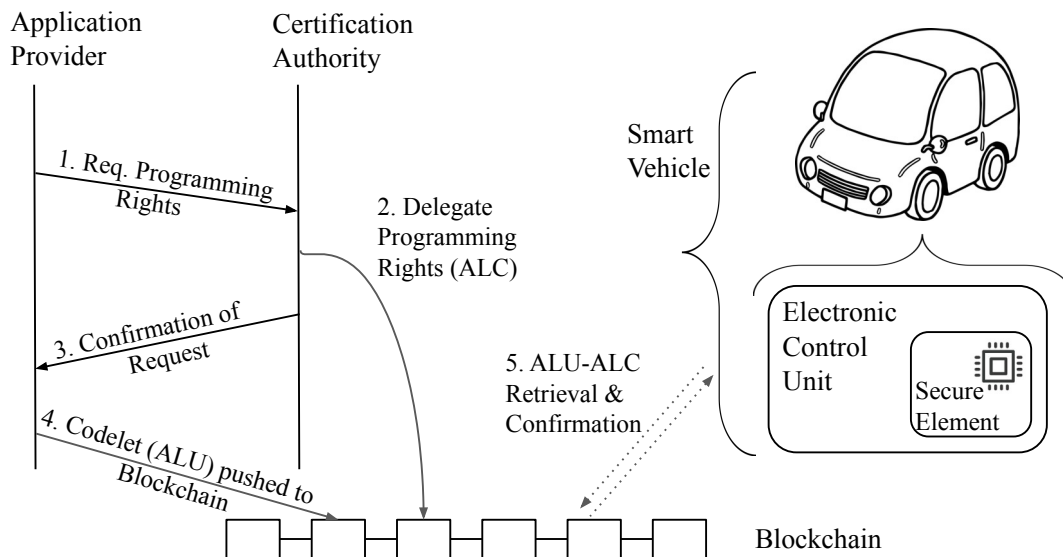 Application
Provider
Certification
Authority
1. Req. Programming
Rights
2. Delegate
Programming
Rights (ALC)
3. Confirmation of
Request
4. Codelet (ALU) pushed to
Blockchain
5. ALU-ALC
Retrieval &
Confirmation
Smart
Vehicle
Electronic
Control
Unit
Secure
Element
Blockchain